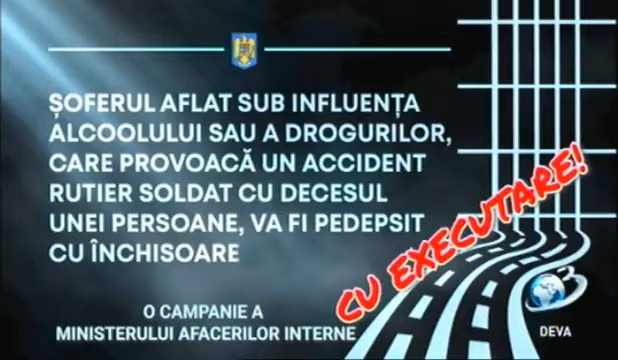 ȘOFERUL AFLAT SUB INFLUENȚA
ALCOOLULUI SAU A DROGURILOR,
CARE PROVOACĂ UN ACCIDENT
RUTIER SOLDAT CU DECESUL
UNEI PERSOANE, VA FI PEDEPSIT
CU ÎNCHISOARE
CU EXECUTARE!
O CAMPANIE A
MINISTERULUI AFACERILOR INTERNE
3
DEVA